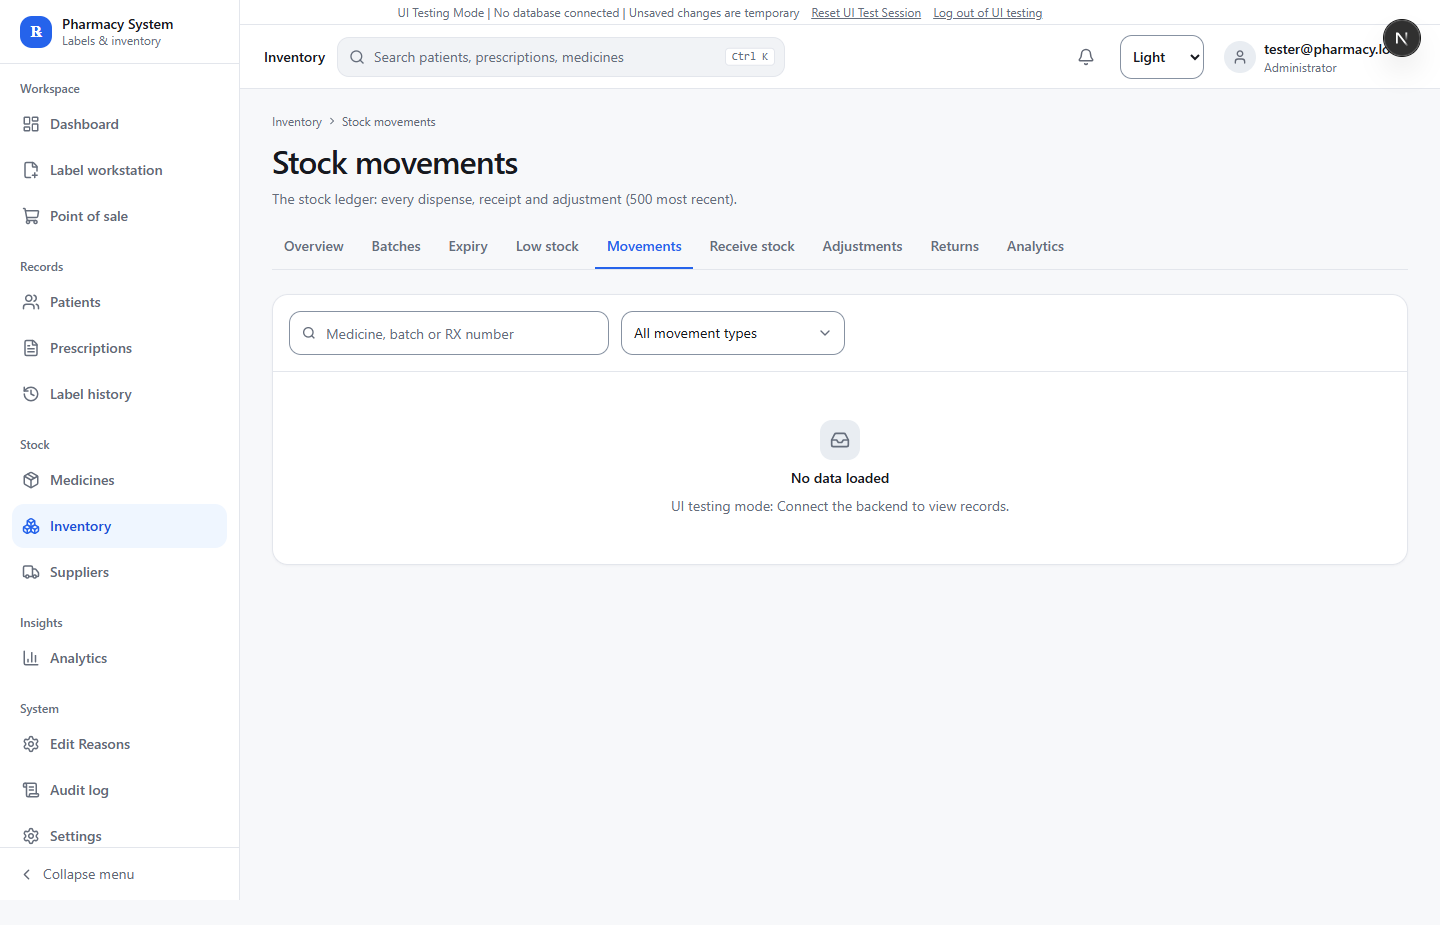 UI Testing Mode | No database connected | Unsaved changes are temporary Reset UI Test Session Log out of UI testing
Rx
Pharmacy System
Labels & inventory
Inventory
Search patients, prescriptions, medicines
Ctrl K
Light
tester@pharmacy.lo
Administrator
N
Workspace
Dashboard
Label workstation
Point of sale
Records
Patients
Prescriptions
Label history
Stock
Medicines
Inventory
Suppliers
Insights
Analytics
System
Edit Reasons
Audit log
Settings
Collapse menu
Inventory > Stock movements
Stock movements
The stock ledger: every dispense, receipt and adjustment (500 most recent).
Overview Batches Expiry Low stock Movements Receive stock Adjustments Returns Analytics
Medicine, batch or RX number
All movement types
No data loaded
UI testing mode: Connect the backend to view records.